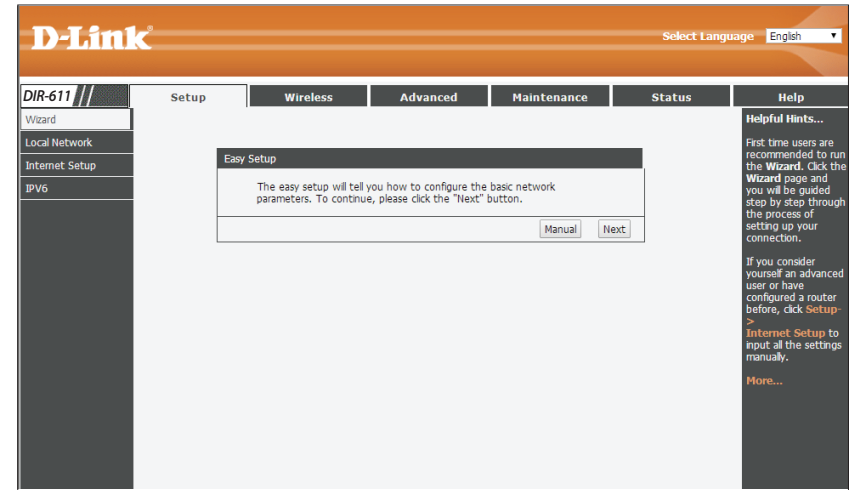 D-Link®
Select Language English
DIR-611
Setup Wireless Advanced Maintenance Status Help
Wizard
Local Network
Internet Setup
IPV6
Easy Setup
The easy setup will tell you how to configure the basic network
parameters. To continue, please click the "Next" button.
Manual Next
Helpful Hints...
First time users are
recommended to run
the Wizard. Click the
Wizard page and
you will be guided
step by step through
the process of
setting up your
connection.
If you consider
yourself an advanced
user or have
configured a router
before, click Setup-
>
Internet Setup to
input all the settings
manually.
More...